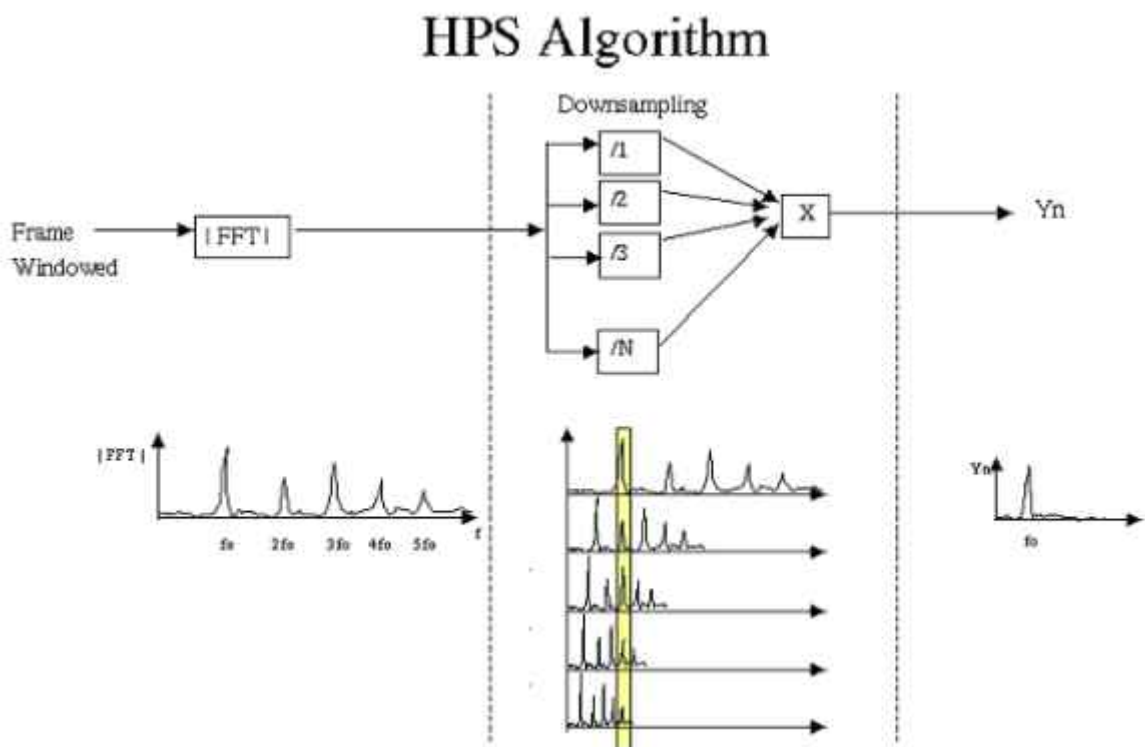 HPS Algorithm
Downsampling
/1
/2
/3
/N
Frame
Windowed
| FFT |
X
Yn
| FFT |
fo 2fo 3fo 4fo 5fo
f
Yn
fo